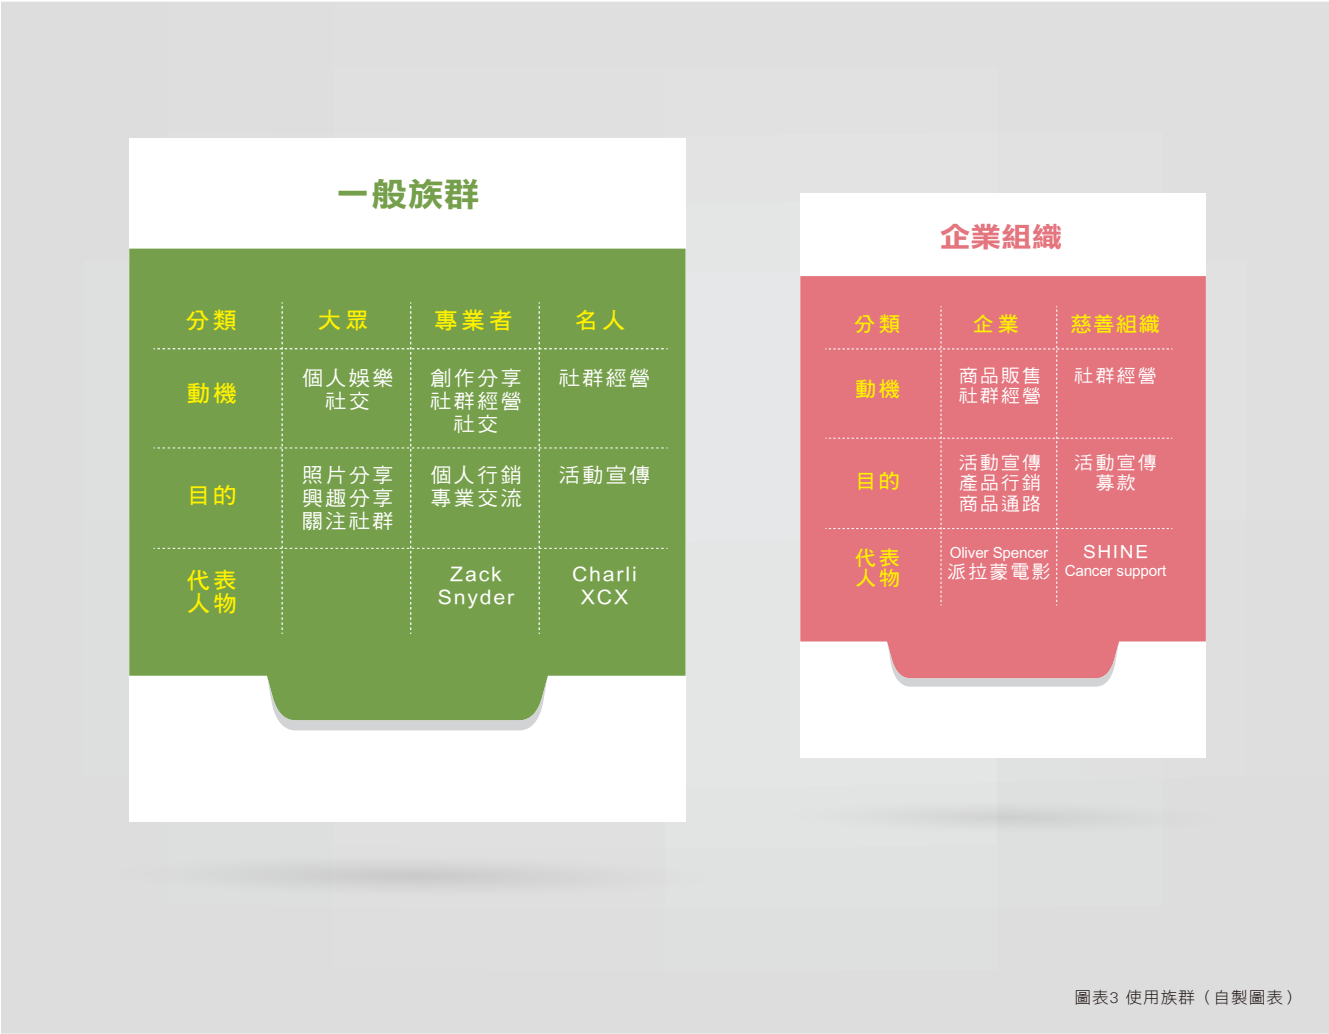 一般族群
分類 大眾 專業者 名人
動機
個人娛樂
社交
創作分享
社群經營
社交
社群經營
目的
照片分享
興趣分享
關注社群
個人行銷
專業交流
活動宣傳
代表
人物
Zack
Snyder
Charli
XCX
企業組織
分類 企業 慈善組織
動機
商品販售
社群經營
社群經營
目的
活動宣傳
產品行銷
商品通路
活動宣傳
募款
代表
人物
Oliver Spencer
派拉蒙電影
SHINE
Cancer support
圖表3 使用族群（自製圖表）